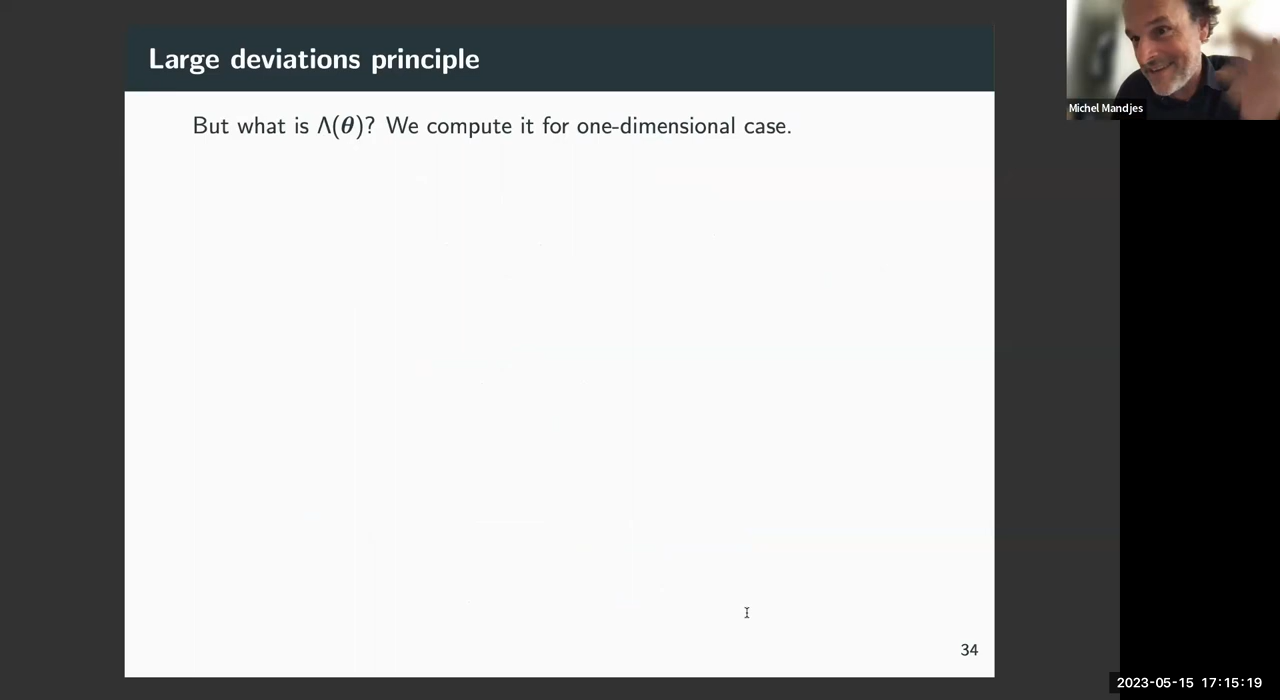 Large deviations principle
Michel Mandjes
But what is Λ(θ)? We compute it for one-dimensional case.
34
2023-05-15 17:15:19